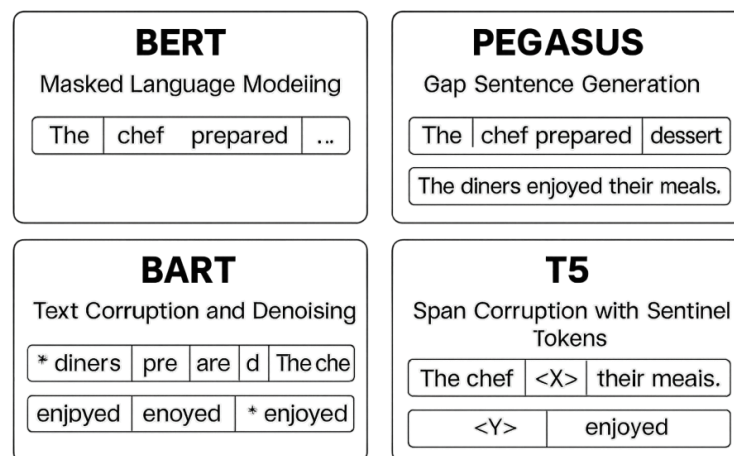 BERT
Masked Language Modeiing
The chef prepared ...
PEGASUS
Gap Sentence Generation
The chef prepared dessert
The diners enjoyed their meals.
BART
Text Corruption and Denoising
* diners pre are d The che
enjpyed enoyed * enjoyed
T5
Span Corruption with Sentinel
Tokens
The chef <X> their meais.
<Y> enjoyed